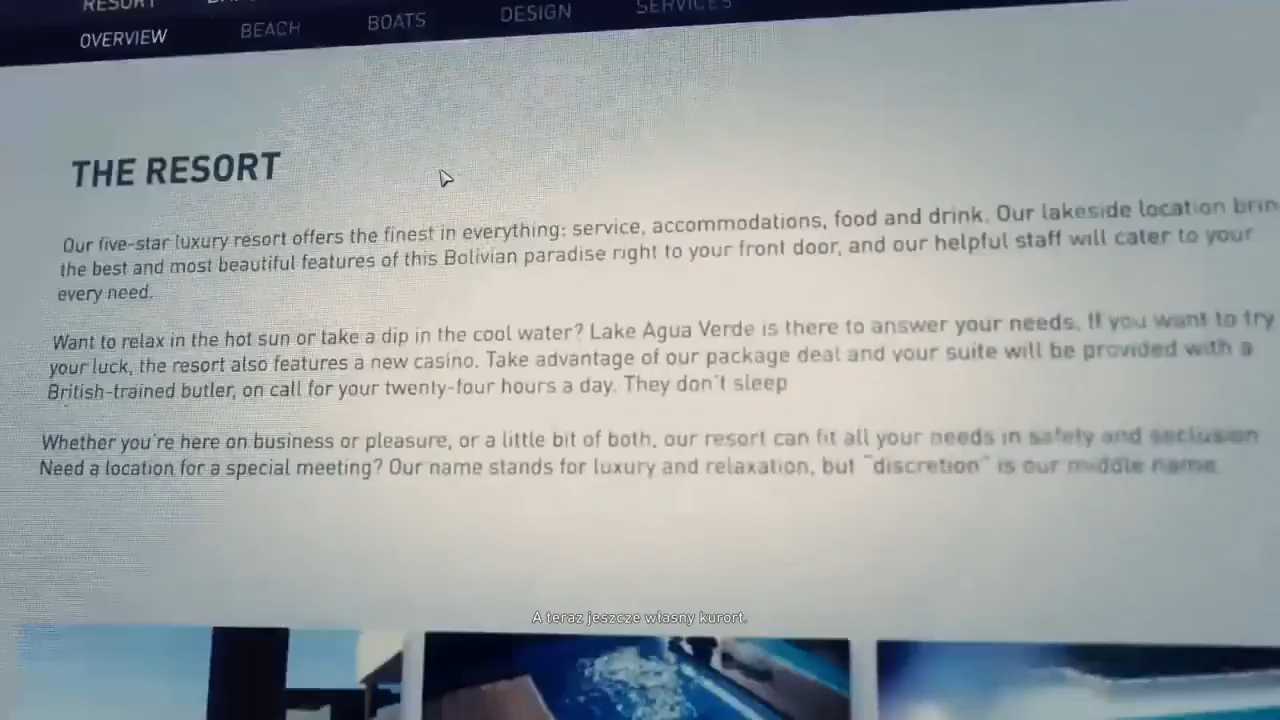 RESORT
OVERVIEW BEACH BOATS DESIGN SERVICES
THE RESORT
Our five-star luxury resort offers the finest in everything: service, accommodations, food and drink. Our lakeside location brin
the best and most beautiful features of this Bolivian paradise right to your front door, and our helpful staff will cater to your
every need.
Want to relax in the hot sun or take a dip in the cool water? Lake Agua Verde is there to answer your needs. If you want to try
your luck, the resort also features a new casino. Take advantage of our package deal and your suite will be provided with a
British-trained butler, on call for your twenty-four hours a day. They don't sleep
Whether you're here on business or pleasure, or a little bit of both, our resort can fit all your needs in safety and seclusion
Need a location for a special meeting? Our name stands for luxury and relaxation, but "discretion" is our middle name.
A teraz jeszcze własny kurort.